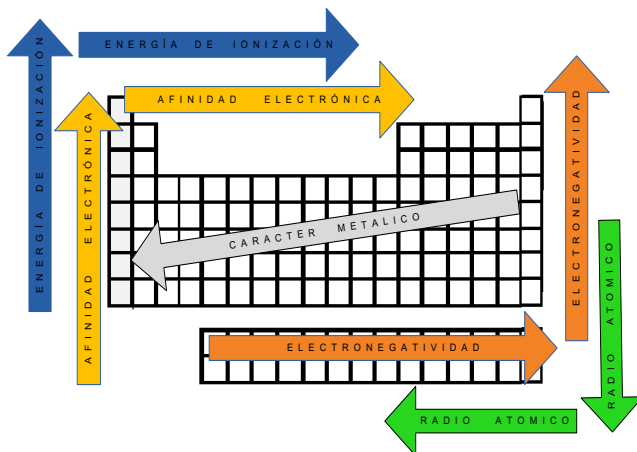 ENERGÍA DE IONIZACIÓN
AFINIDAD ELECTRÓNICA
ENERGÍA DE IONIZACIÓN
AFINIDAD ELECTRÓNICA
CARACTER METALICO
ELECTRONEGATIVIDAD
RADIO ATOMICO
ELECTRONEGATIVIDAD
RADIO ATOMICO